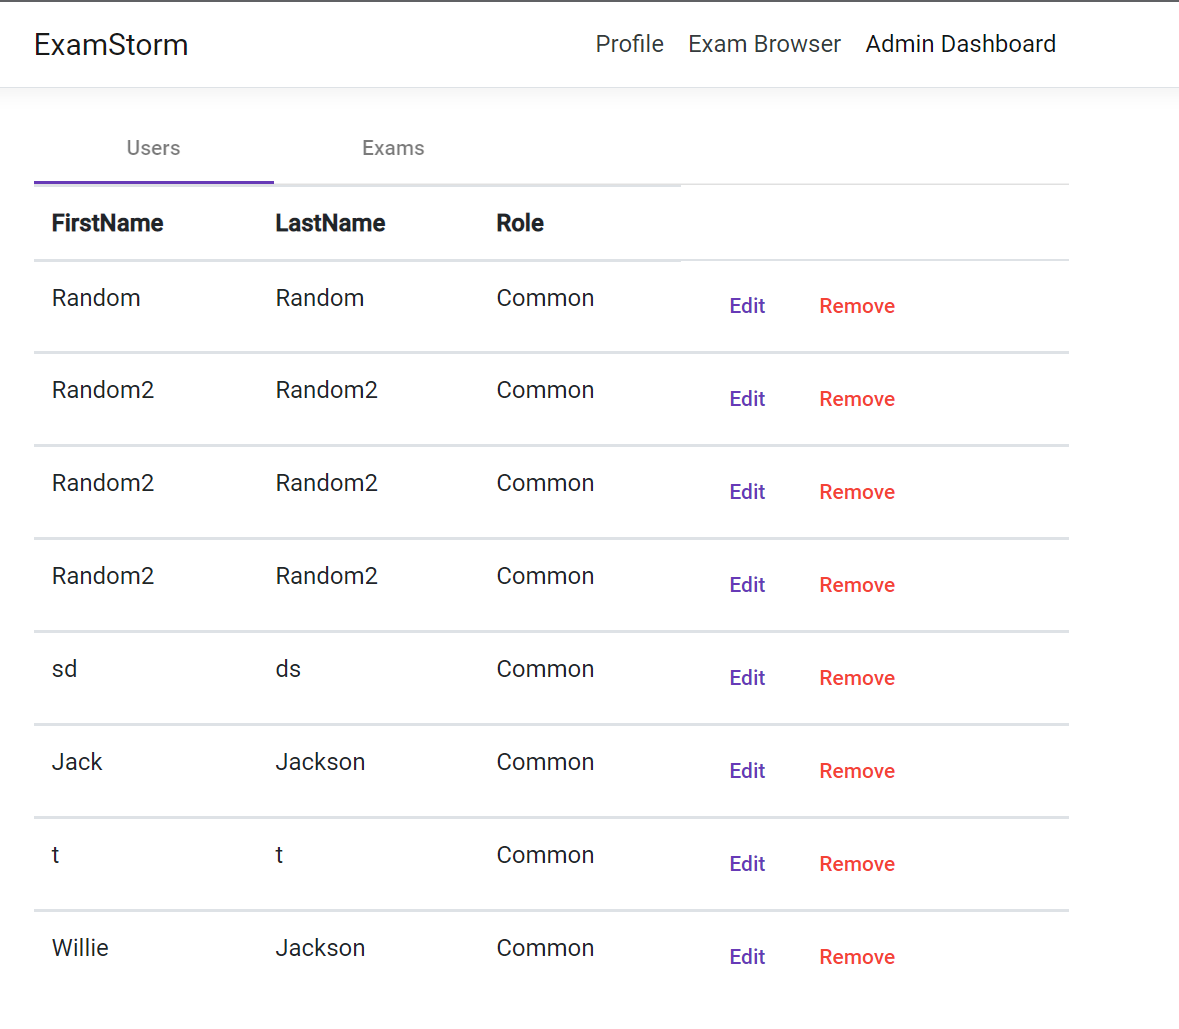 ExamStorm Profile Exam Browser Admin Dashboard
Users Exams
FirstName LastName Role
Random Random Common Edit Remove
Random2 Random2 Common Edit Remove
Random2 Random2 Common Edit Remove
Random2 Random2 Common Edit Remove
sd ds Common Edit Remove
Jack Jackson Common Edit Remove
t t Common Edit Remove
Willie Jackson Common Edit Remove